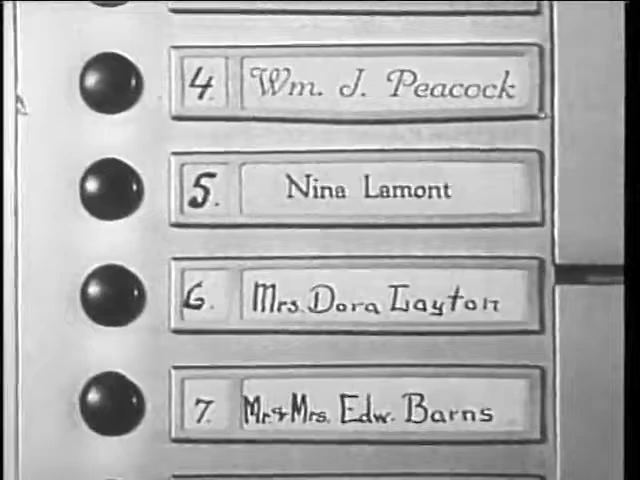 4. Wm. J. Peacock
5. Nina Lamont
6. Mrs. Dora Layton
7. Mr. & Mrs. Edw. Barns